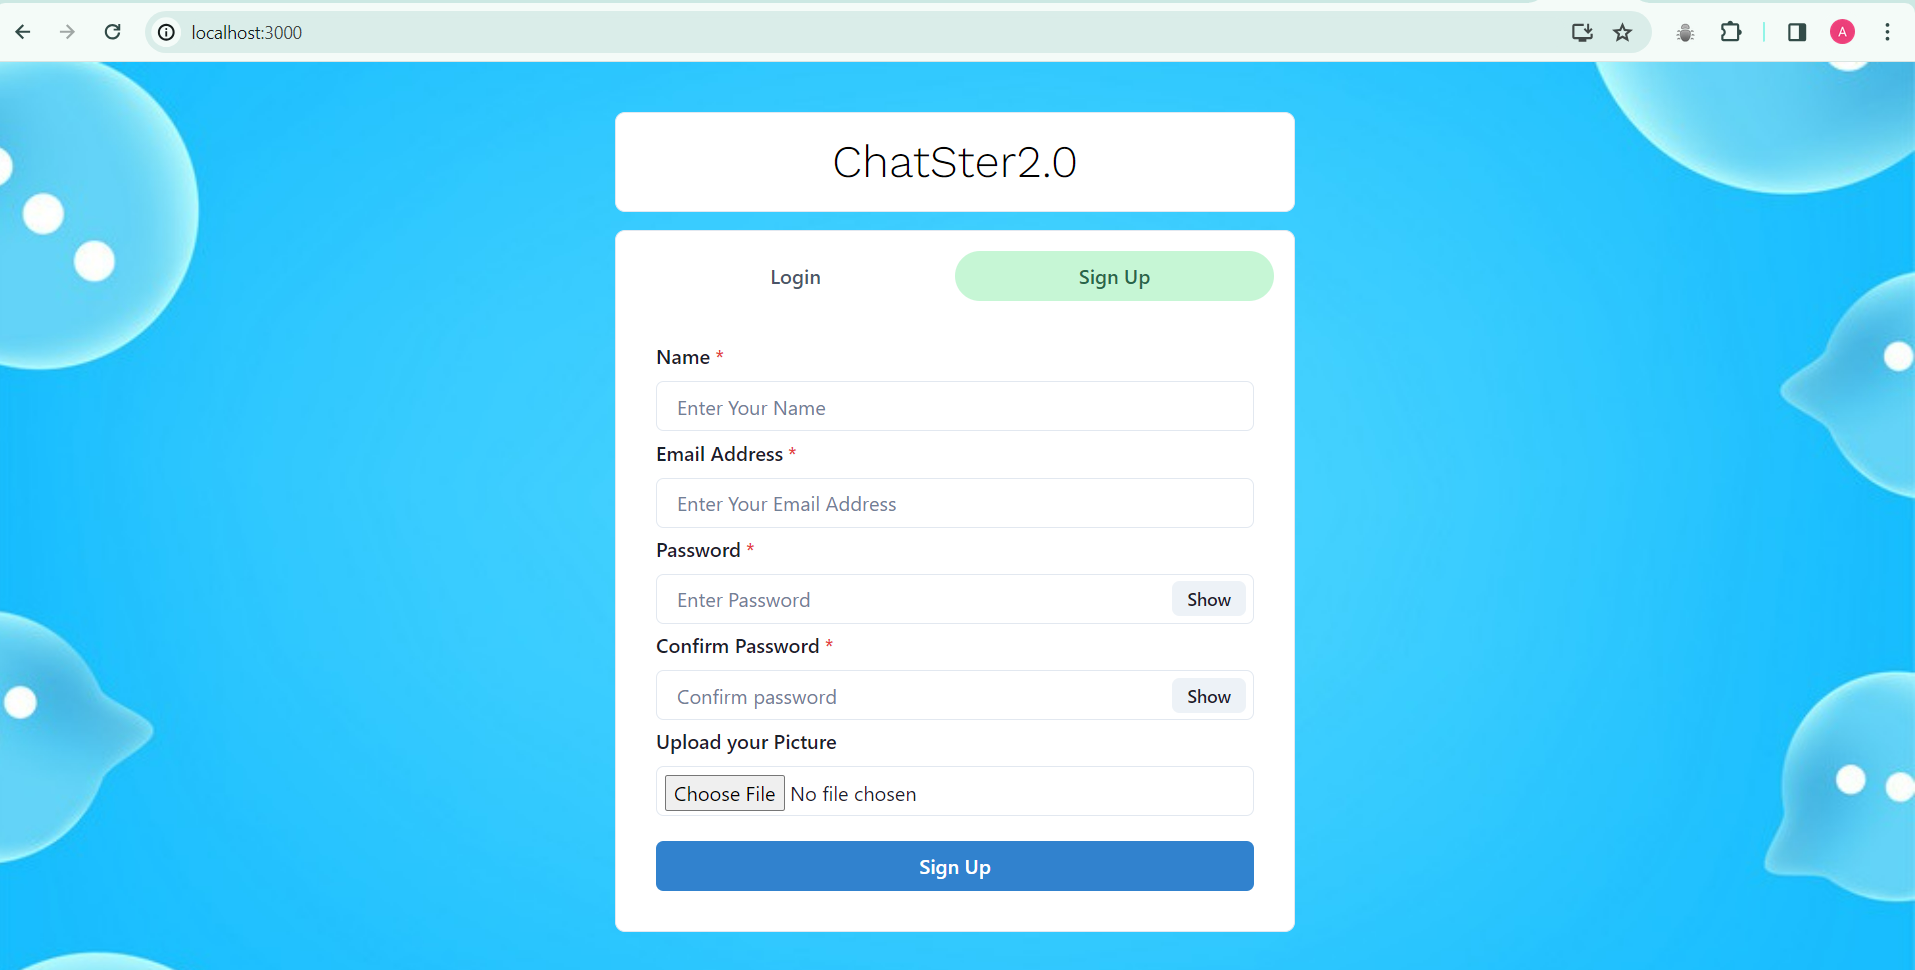 localhost:3000
A
ChatSter2.0
Login Sign Up
Name *
Enter Your Name
Email Address *
Enter Your Email Address
Password *
Enter Password Show
Confirm Password *
Confirm password Show
Upload your Picture
Choose File No file chosen
Sign Up